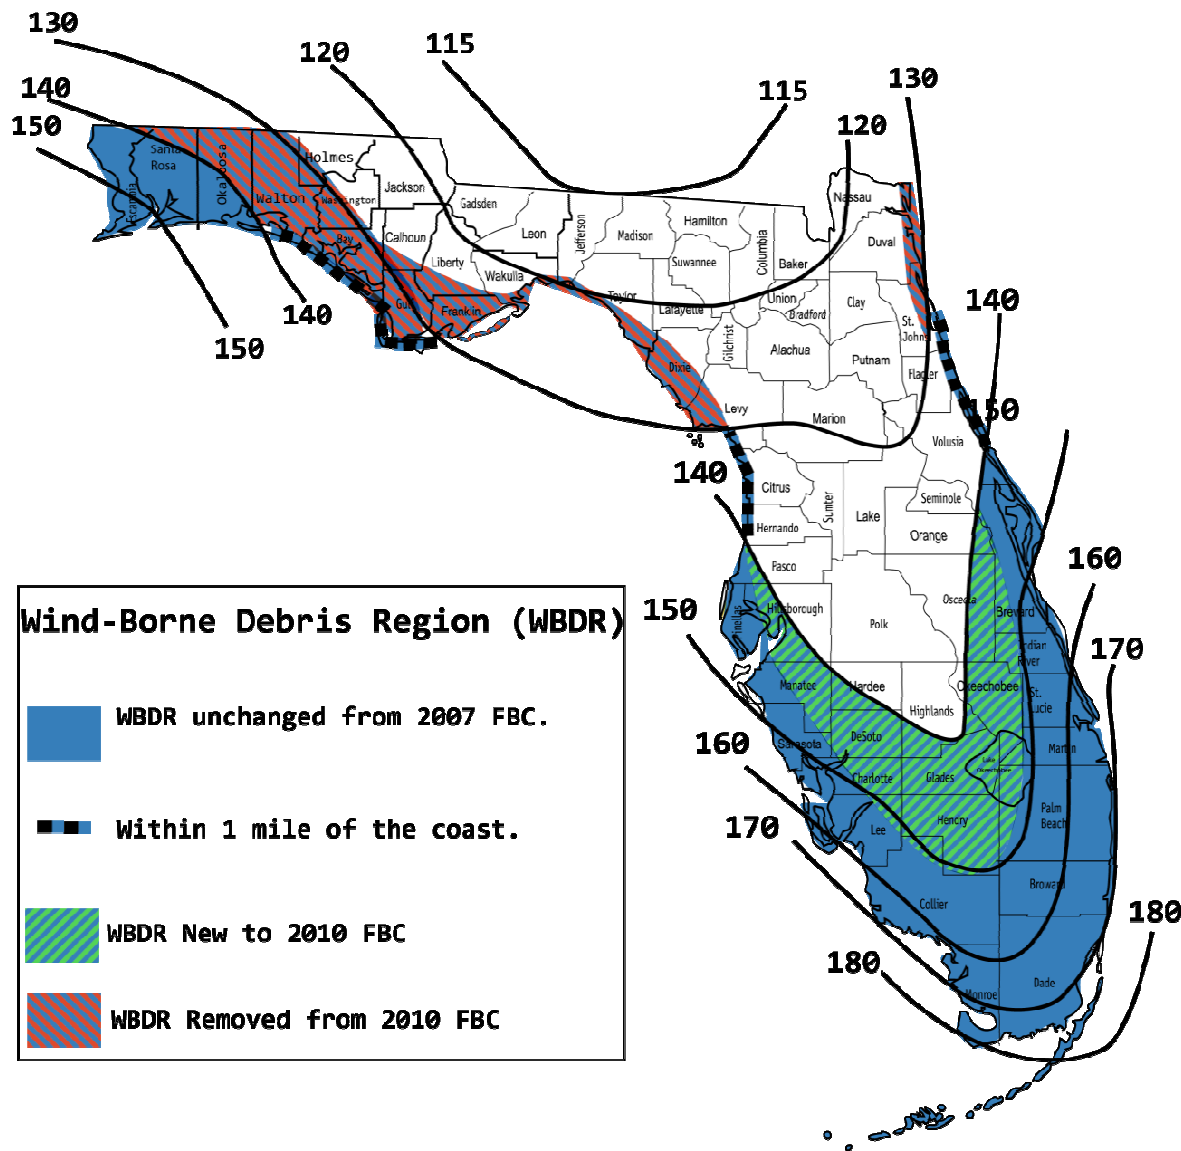 130
120
115
140
150
115
130
120
Santa
Rosa
Okaloosa
Escambia
Walton
Holmes
Washington
Jackson
Bay
Calhoun
Gulf
Liberty
Franklin
Gadsden
Leon
Wakulla
Jefferson
Madison
Taylor
Hamilton
Suwannee
Lafayette
Columbia
Baker
Nassau
Duval
Union
Bradford
Clay
St.
Johns
Gilchrist
Alachua
Putnam
Flagler
Dixie
Levy
Marion
Volusia
150
140
140
150
140
Citrus
Sumter
Lake
Seminole
Hernando
Orange
Pasco
Pinellas
Hillsborough
Polk
Osceola
Brevard
Indian
River
160
150
170
Manatee
Hardee
Highlands
Okeechobee
St.
Lucie
Sarasota
DeSoto
Charlotte
Glades
Lake
Okeechobee
Martin
160
170
Lee
Hendry
Palm
Beach
Collier
Broward
Monroe
Dade
180
180
Wind-Borne Debris Region (WBDR)
WBDR unchanged from 2007 FBC.
Within 1 mile of the coast.
WBDR New to 2010 FBC
WBDR Removed from 2010 FBC